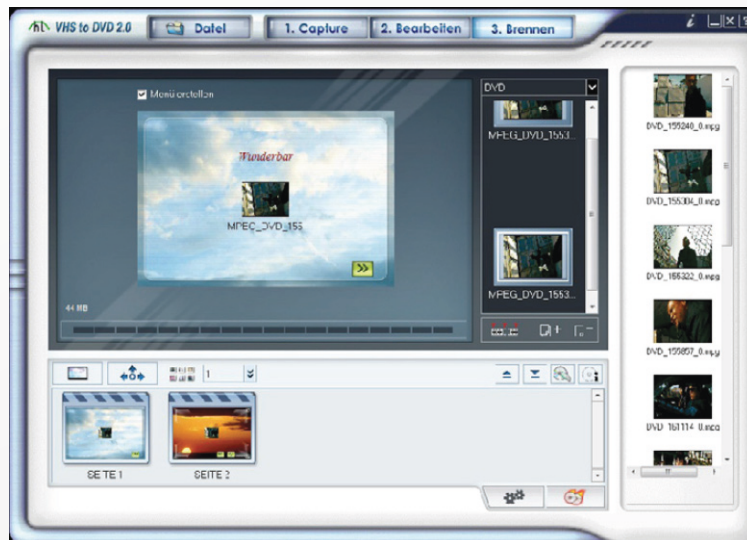 VHS to DVD 2.0
Datei
1. Capture
2. Bearbeiten
3. Brennen
Menü erstellen
Wunderbar
MPEG_DVD_155
44 MB
DVD
MPEG_DVD_1553...
MPEG_DVD_1553...
DVD_155240_0.mpg
DVD_155304_0.mpg
DVD_155322_0.mpg
DVD_155857_0.mpg
DVD_161114_0.mpg
1
SEITE 1
SEITE 2